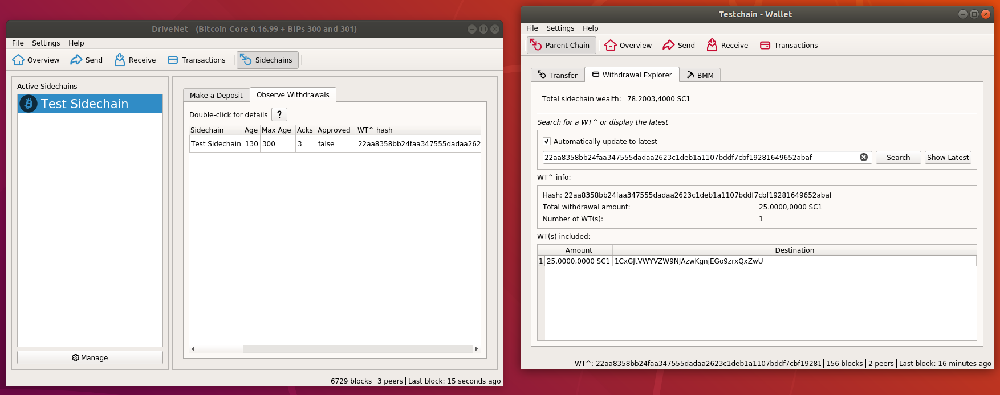 DriveNet (Bitcoin Core 0.16.99 + BIPs 300 and 301)
File Settings Help
Overview Send Receive Transactions Sidechains
Active Sidechains
Test Sidechain
Manage
Make a Deposit Observe Withdrawals
Double-click for details ?
Sidechain Age Max Age Acks Approved WT^ hash
Test Sidechain 130 300 3 false 22aa8358bb24faa347555dadaa262
6729 blocks 3 peers Last block: 15 seconds ago
Testchain - Wallet
File Settings Help
Parent Chain Overview Send Receive Transactions
Transfer Withdrawal Explorer BMM
Total sidechain wealth: 78.2003,4000 SC1
Search for a WT^ or display the latest
Automatically update to latest
22aa8358bb24faa347555dadaa2623c1deb1a1107bddf7cbf19281649652abaf Search Show Latest
WT^ info:
Hash: 22aa8358bb24faa347555dadaa2623c1deb1a1107bddf7cbf19281649652abaf
Total withdrawal amount: 25.0000,0000 SC1
Number of WT(s): 1
WT(s) included:
Amount Destination
1 25.0000,0000 SC1 1CxGJtVWYVZW9NJAzwKgnjEGo9zrxQxZwU
WT^: 22aa8358bb24faa347555dadaa2623c1deb1a1107bddf7cbf19281 156 blocks 2 peers Last block: 16 minutes ago